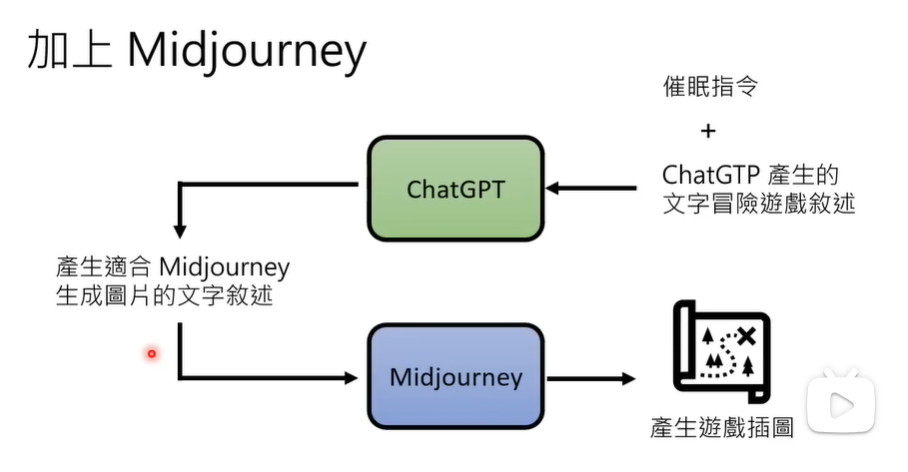 加上 Midjourney
催眠指令
+
ChatGTP 產生的
文字冒險遊戲敘述
ChatGPT
產生適合 Midjourney
生成圖片的文字敘述
Midjourney
產生遊戲插圖